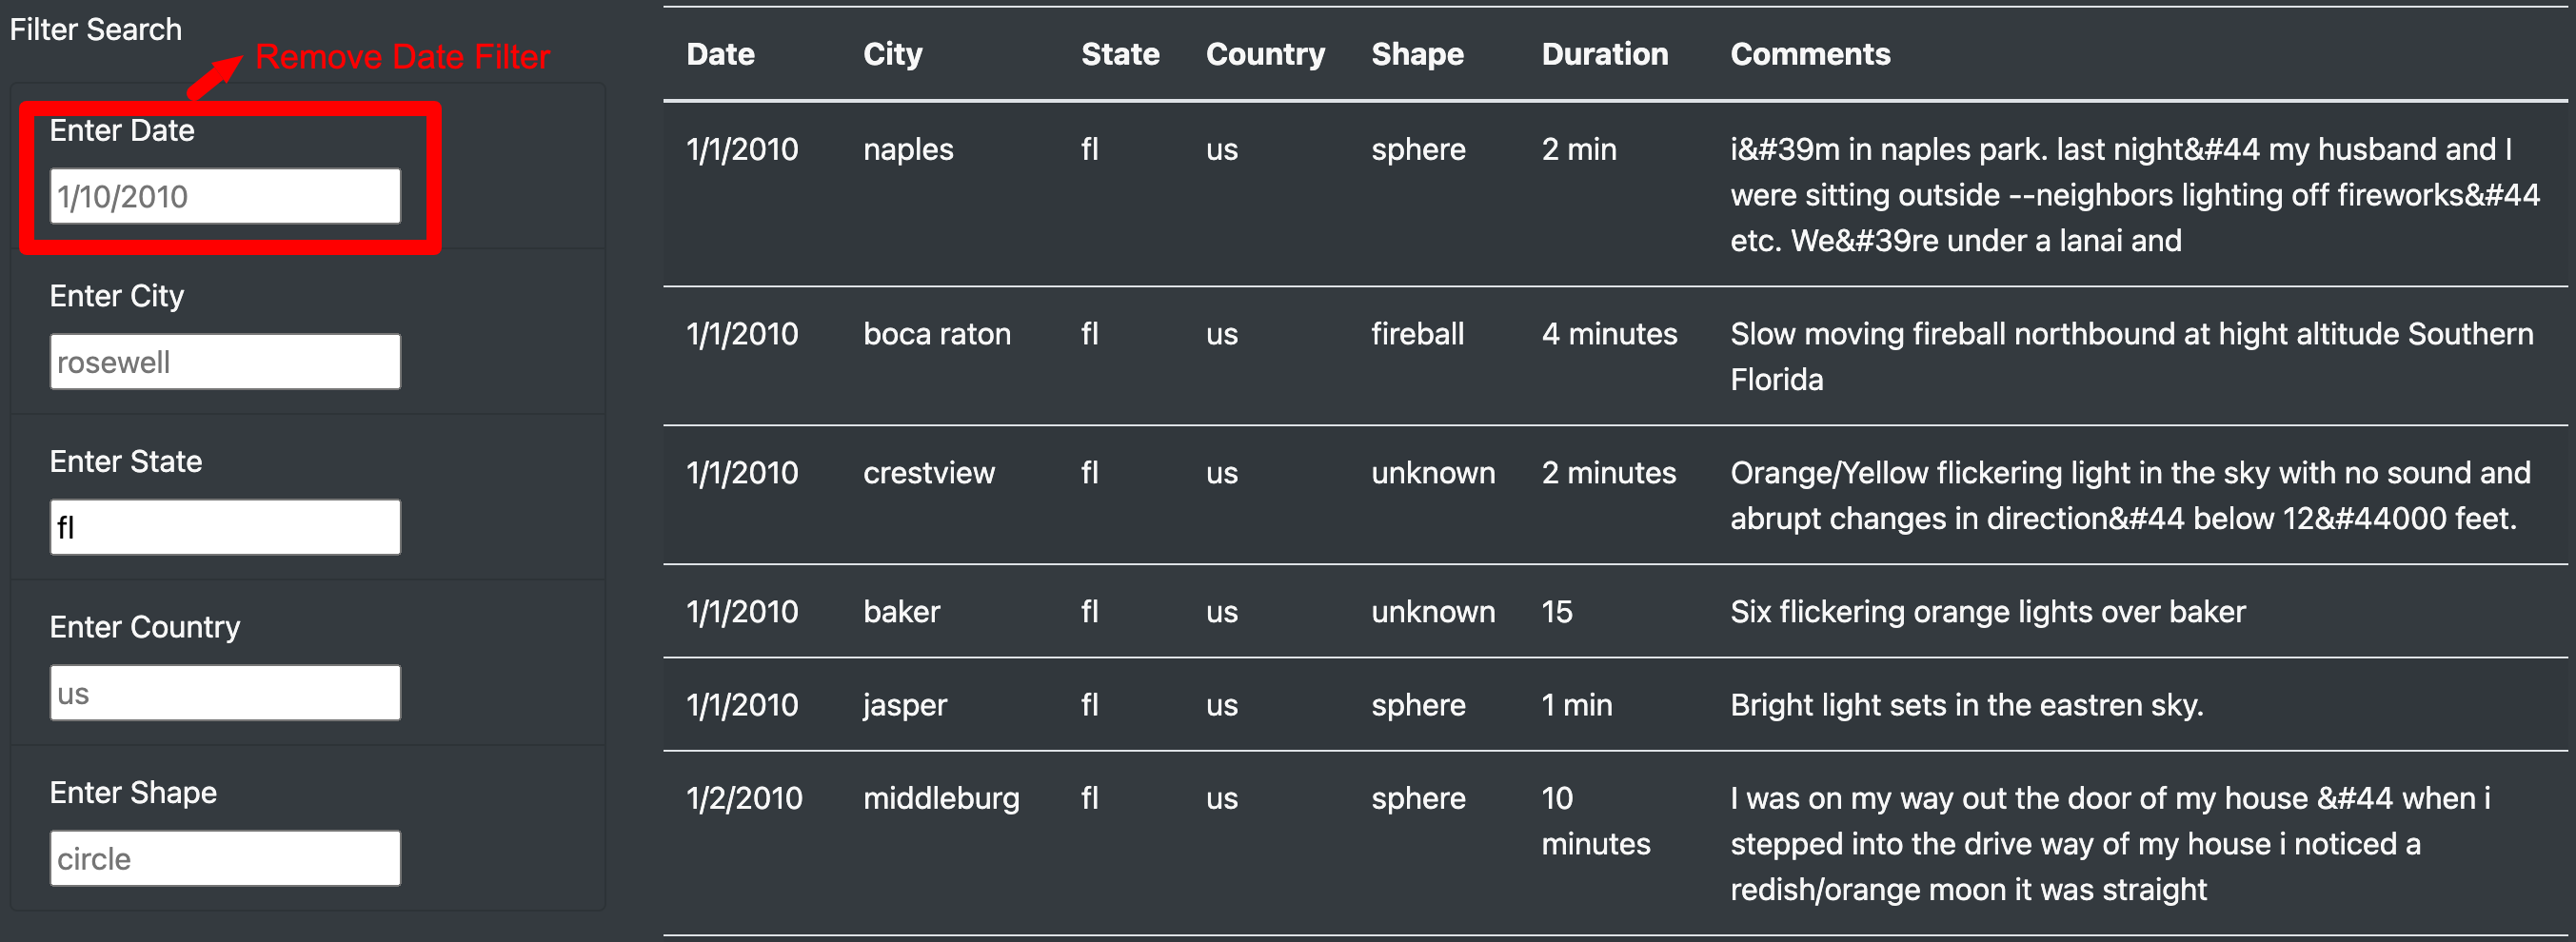 Filter Search
Remove Date Filter
Enter Date
1/10/2010
Enter City
rosewell
Enter State
fl
Enter Country
us
Enter Shape
circle
Date City State Country Shape Duration Comments
1/1/2010 naples fl us sphere 2 min i&#39m in naples park. last night&#44 my husband and I
were sitting outside --neighbors lighting off fireworks&#44
etc. We&#39re under a lanai and
1/1/2010 boca raton fl us fireball 4 minutes Slow moving fireball northbound at hight altitude Southern
Florida
1/1/2010 crestview fl us unknown 2 minutes Orange/Yellow flickering light in the sky with no sound and
abrupt changes in direction&#44 below 12&#44000 feet.
1/1/2010 baker fl us unknown 15 Six flickering orange lights over baker
1/1/2010 jasper fl us sphere 1 min Bright light sets in the eastren sky.
1/2/2010 middleburg fl us sphere 10 I was on my way out the door of my house &#44 when i
minutes stepped into the drive way of my house i noticed a
redish/orange moon it was straight